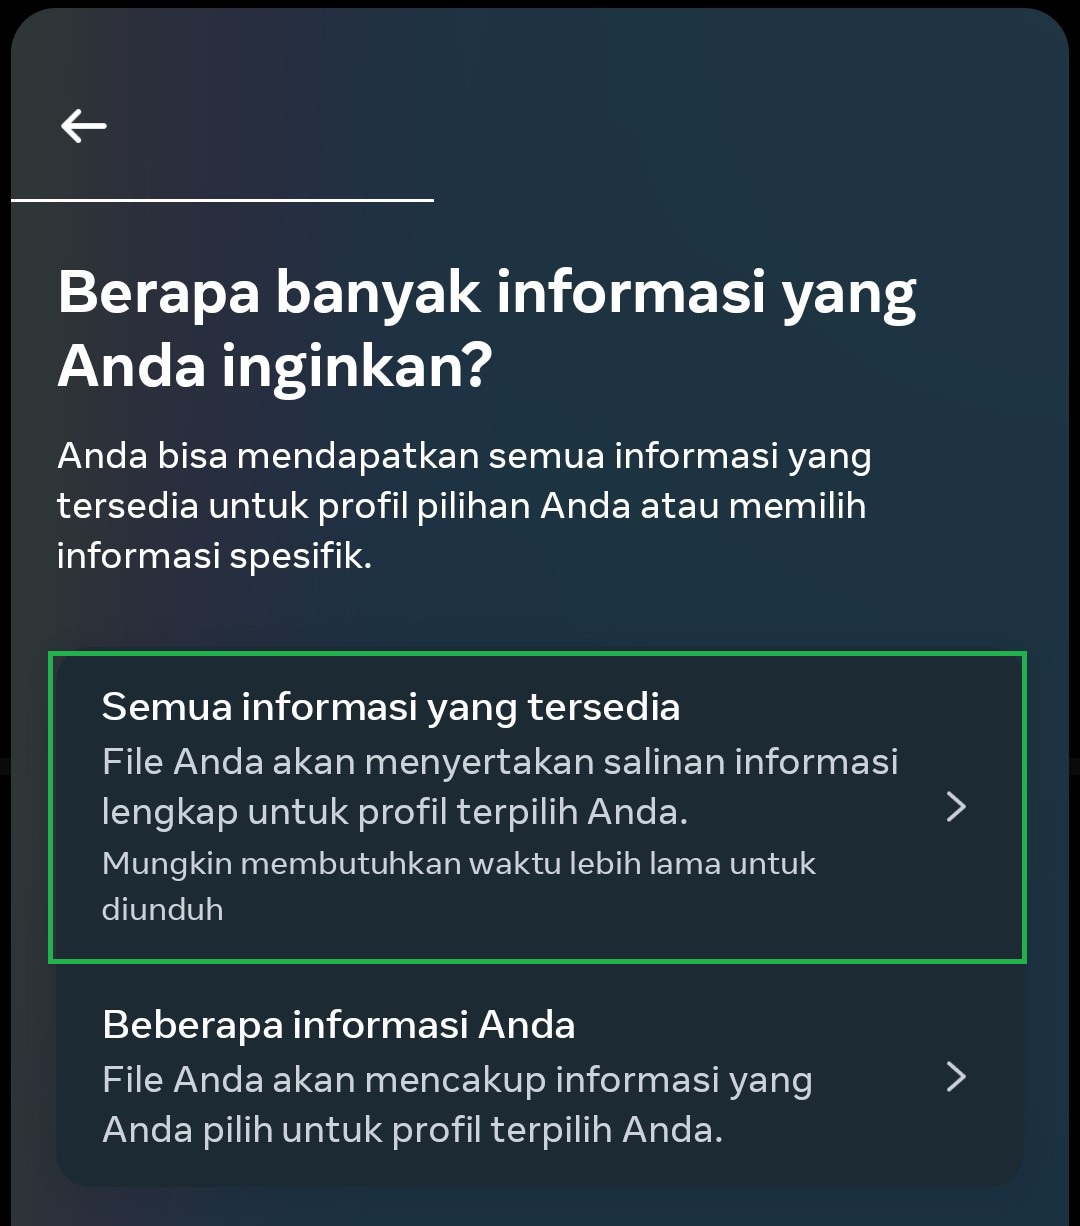 Berapa banyak informasi yang
Anda inginkan?
Anda bisa mendapatkan semua informasi yang
tersedia untuk profil pilihan Anda atau memilih
informasi spesifik.
Semua informasi yang tersedia
File Anda akan menyertakan salinan informasi
lengkap untuk profil terpilih Anda.
Mungkin membutuhkan waktu lebih lama untuk
diunduh
Beberapa informasi Anda
File Anda akan mencakup informasi yang
Anda pilih untuk profil terpilih Anda.